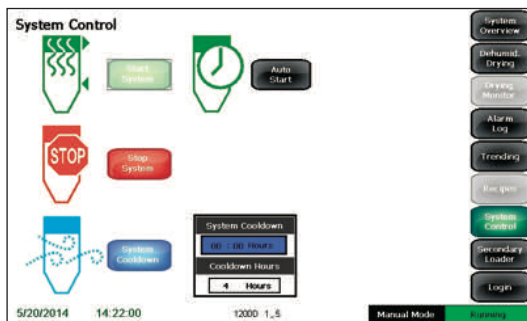 System Control
Start
System
Auto
Start
STOP
Stop
System
System
Cooldown
System Cooldown
00 : 00 Hours
Cooldown Hours
4 Hours
5/20/2014 14:22:00
1200D 1_5
Manual Mode
Running
System
Overview
Dehumid.
Drying
Drying
Monitor
Alarm
Log
Trending
Recipes
System
Control
Secondary
Loader
Login